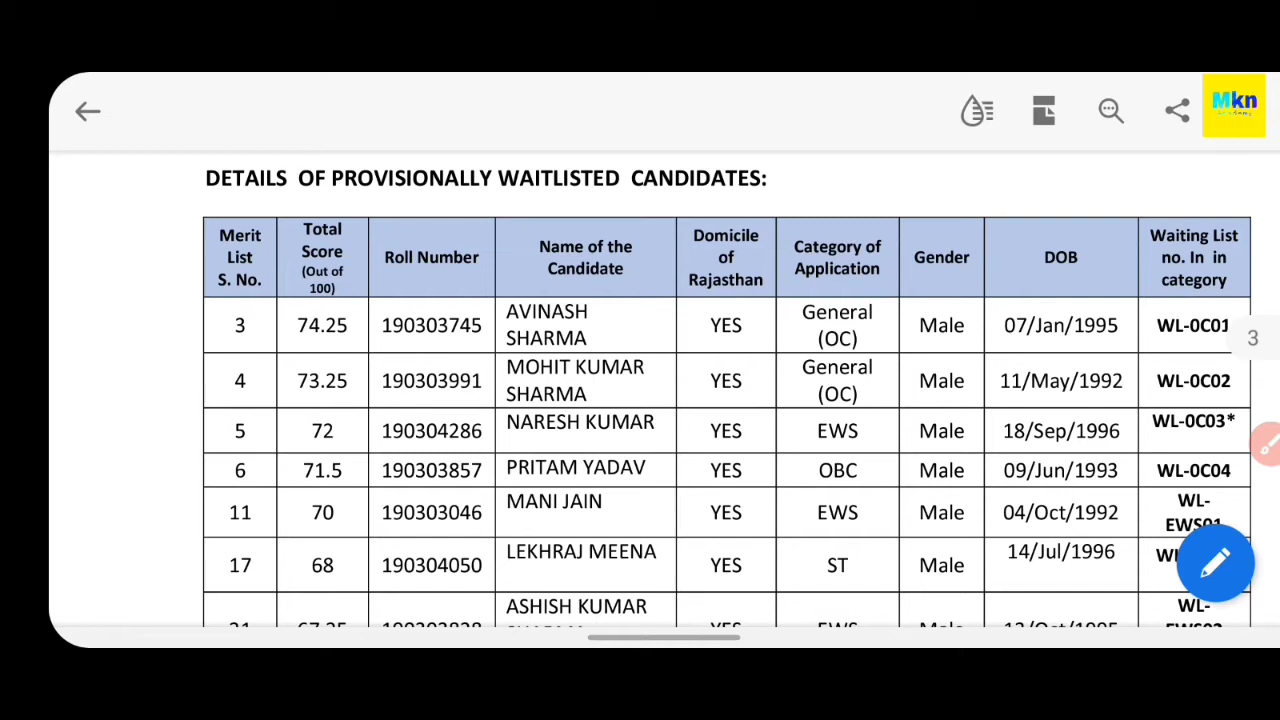 Mkn
DETAILS OF PROVISIONALLY WAITLISTED CANDIDATES:
Merit List S. No. Total Score (Out of 100) Roll Number Name of the Candidate Domicile of Rajasthan Category of Application Gender DOB Waiting List no. In in category
3 74.25 190303745 AVINASH SHARMA YES General (OC) Male 07/Jan/1995 WL-0C01
3
4 73.25 190303991 MOHIT KUMAR SHARMA YES General (OC) Male 11/May/1992 WL-0C02
5 72 190304286 NARESH KUMAR YES EWS Male 18/Sep/1996 WL-0C03*
6 71.5 190303857 PRITAM YADAV YES OBC Male 09/Jun/1993 WL-0C04
11 70 190303046 MANI JAIN YES EWS Male 04/Oct/1992 WL-EWS01
17 68 190304050 LEKHRAJ MEENA YES ST Male 14/Jul/1996
ASHISH KUMAR WL-